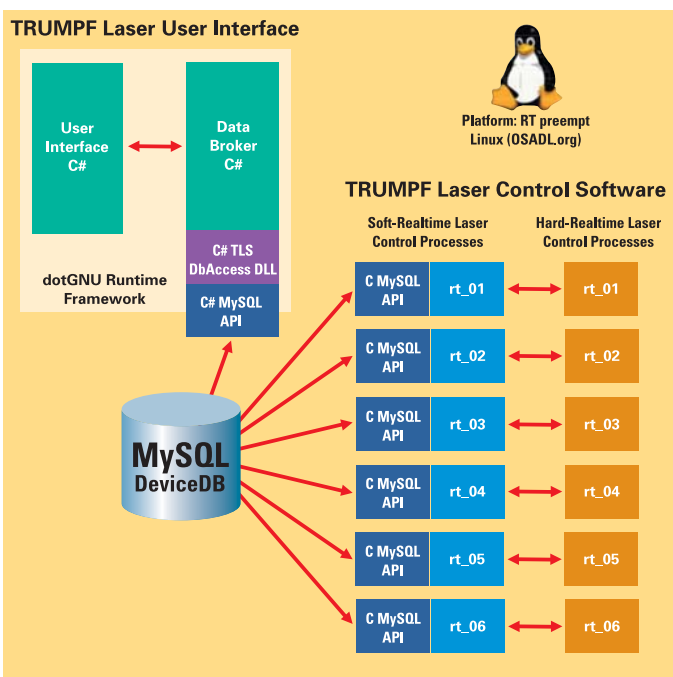 TRUMPF Laser User Interface
User
Interface
C#
Data
Broker
C#
C# TLS
DbAccess DLL
dotGNU Runtime
Framework
C# MySQL
API
MySQL
DeviceDB
Platform: RT preempt
Linux (OSADL.org)
TRUMPF Laser Control Software
Soft-Realtime Laser
Control Processes
Hard-Realtime Laser
Control Processes
C MySQL
API
rt_01
rt_01
C MySQL
API
rt_02
rt_02
C MySQL
API
rt_03
rt_03
C MySQL
API
rt_04
rt_04
C MySQL
API
rt_05
rt_05
C MySQL
API
rt_06
rt_06